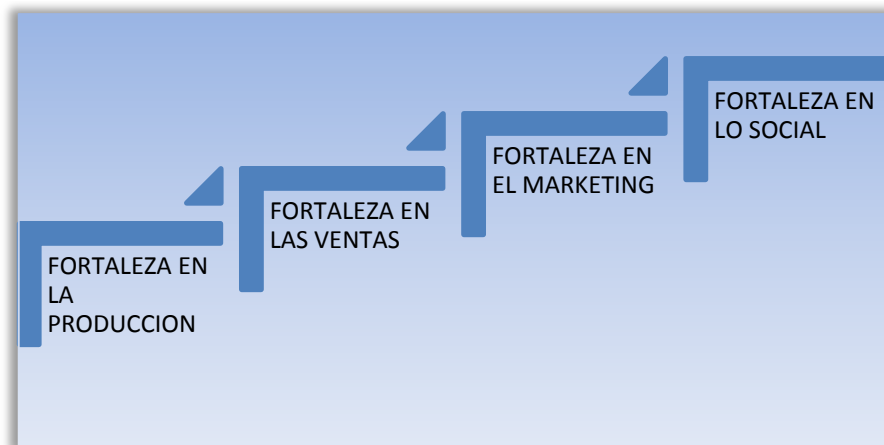 FORTALEZA EN
LA
PRODUCCION
FORTALEZA EN
LAS VENTAS
FORTALEZA EN
EL MARKETING
FORTALEZA EN
LO SOCIAL